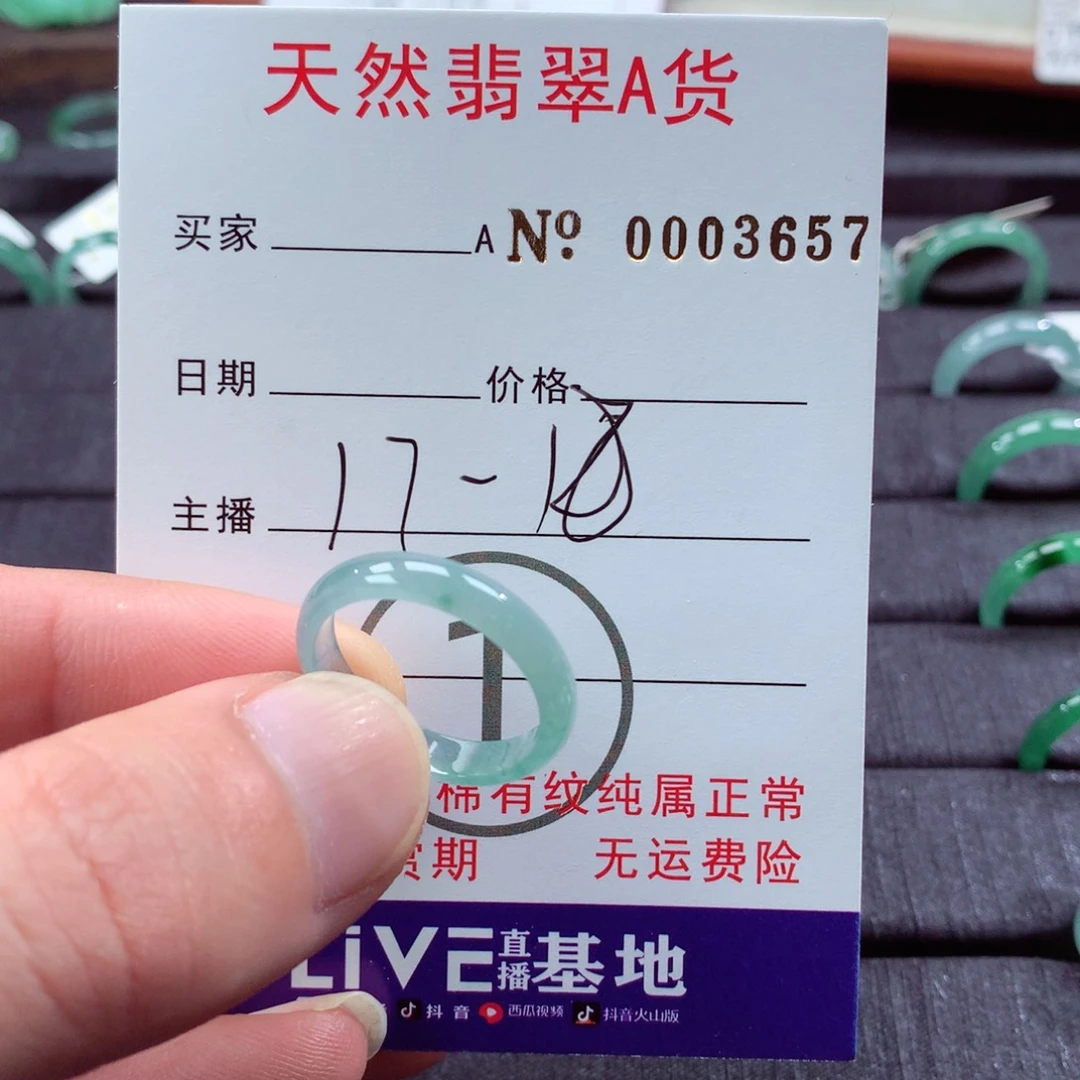 天然翡翠A货
买家 A № 0003657
日期 价格
17-18
主播
1
棉有纹纯属正常
赏期 无运费险
LiVE直播基地
抖音 西瓜视频 抖音火山版